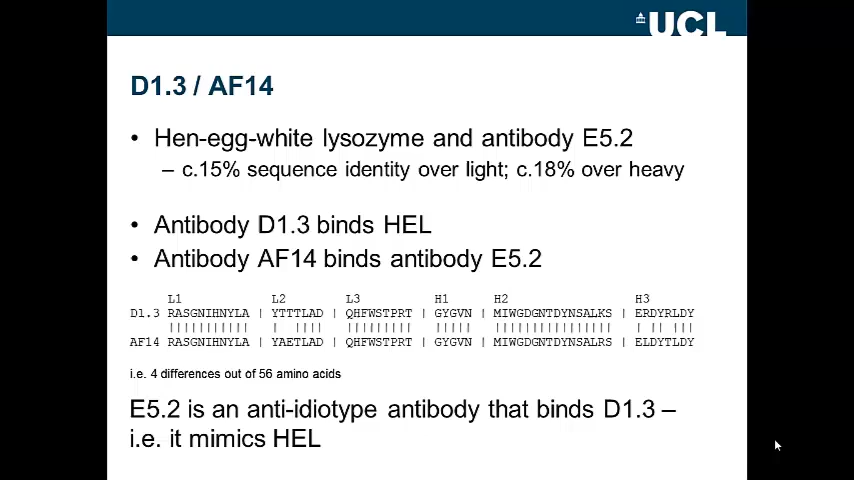 UCL
D1.3 / AF14
• Hen-egg-white lysozyme and antibody E5.2
– c.15% sequence identity over light; c.18% over heavy
• Antibody D1.3 binds HEL
• Antibody AF14 binds antibody E5.2
L1 L2 L3 H1 H2 H3
D1.3 RASGNIHNYLA | YTTTLAD | QHFWSTPRT | GYGVN | MIWGDGNTDYNSALKS | ERDYRLDY
||||||||||| | |||| ||||||||| ||||| |||||||||||||||| | || |||
AF14 RASGNIHNYLA | YAETLAD | QHFWSTPRT | GYGVN | MIWGDGNTDYNSALRS | ELDYTLDY
i.e. 4 differences out of 56 amino acids
E5.2 is an anti-idiotype antibody that binds D1.3 –
i.e. it mimics HEL